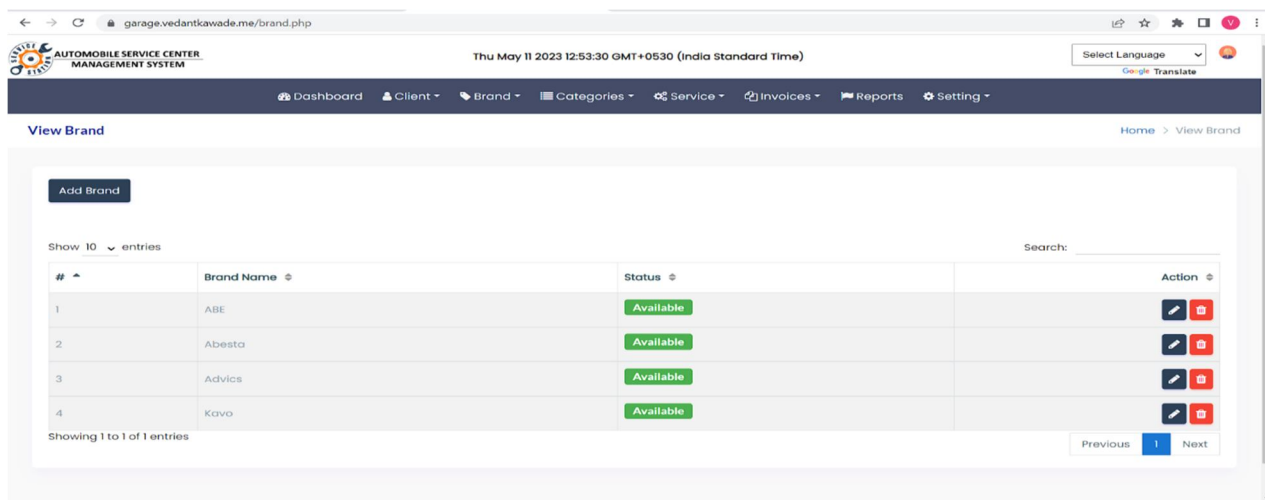 garage.vedantkawade.me/brand.php
V
SERVICE
STATION
AUTOMOBILE SERVICE CENTER
MANAGEMENT SYSTEM
Thu May 11 2023 12:53:30 GMT+0530 (India Standard Time)
Select Language
Google Translate
Dashboard Client Brand Categories Service Invoices Reports Setting
View Brand
Home > View Brand
Add Brand
Show 10 entries
Search:
# Brand Name Status Action
1 ABE Available
2 Abesta Available
3 Advics Available
4 Kavo Available
Showing 1 to 1 of 1 entries
Previous 1 Next